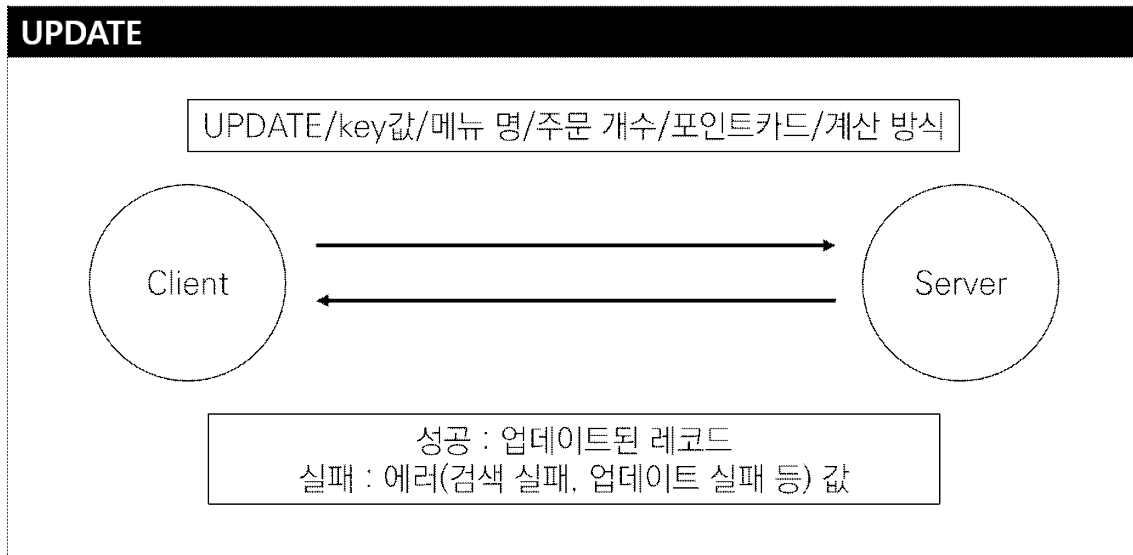 UPDATE
UPDATE/key값/메뉴 명/주문 개수/포인트카드/계산 방식
Client
Server
성공 : 업데이트된 레코드
실패 : 에러(검색 실패, 업데이트 실패 등) 값